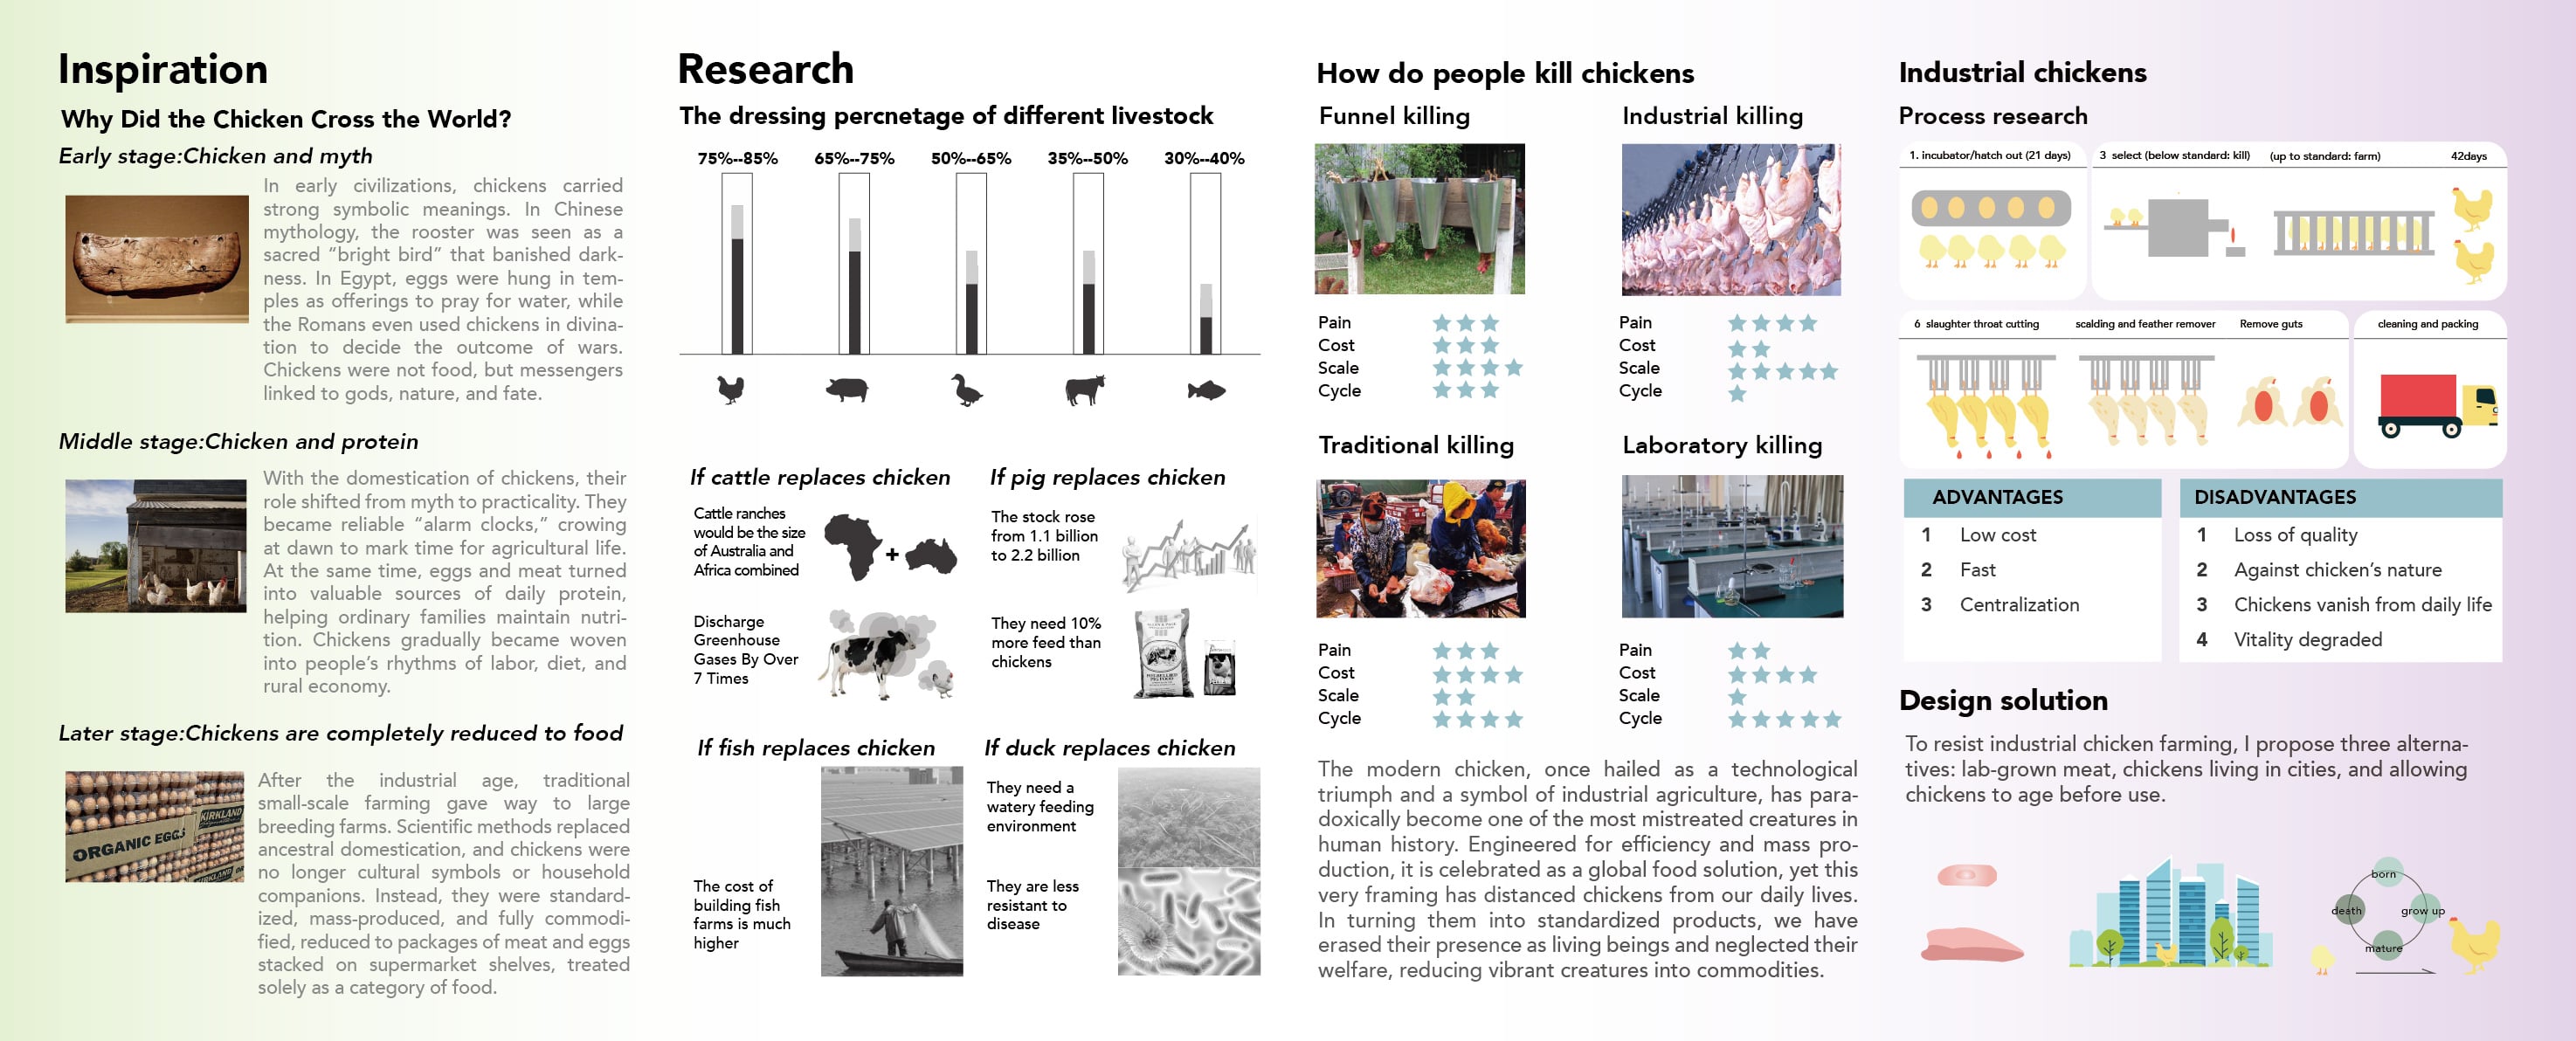 Inspiration
Why Did the Chicken Cross the World?
Early stage:Chicken and myth
In early civilizations, chickens carried
strong symbolic meanings. In Chinese
mythology, the rooster was seen as a
sacred “bright bird” that banished dark-
ness. In Egypt, eggs were hung in tem-
ples as offerings to pray for water, while
the Romans even used chickens in divina-
tion to decide the outcome of wars.
Chickens were not food, but messengers
linked to gods, nature, and fate.
Middle stage:Chicken and protein
With the domestication of chickens, their
role shifted from myth to practicality. They
became reliable “alarm clocks,” crowing
at dawn to mark time for agricultural life.
At the same time, eggs and meat turned
into valuable sources of daily protein,
helping ordinary families maintain nutri-
tion. Chickens gradually became woven
into people’s rhythms of labor, diet, and
rural economy.
Later stage:Chickens are completely reduced to food
ORGANIC EGGS
KIRKLAND
KIRKLAND
After the industrial age, traditional
small-scale farming gave way to large
breeding farms. Scientific methods replaced
ancestral domestication, and chickens were
no longer cultural symbols or household
companions. Instead, they were standard-
ized, mass-produced, and fully commodi-
fied, reduced to packages of meat and eggs
stacked on supermarket shelves, treated
solely as a category of food.
Research
The dressing percnetage of different livestock
75%--85%
65%--75%
50%--65%
35%--50%
30%--40%
If cattle replaces chicken
Cattle ranches
would be the size
of Australia and
Africa combined
+
Discharge
Greenhouse
Gases By Over
7 Times
If pig replaces chicken
The stock rose
from 1.1 billion
to 2.2 billion
They need 10%
more feed than
chickens
If fish replaces chicken
The cost of
building fish
farms is much
higher
If duck replaces chicken
They need a
watery feeding
environment
They are less
resistant to
disease
How do people kill chickens
Funnel killing
Pain
Cost
Scale
Cycle
Industrial killing
Pain
Cost
Scale
Cycle
Traditional killing
Pain
Cost
Scale
Cycle
Laboratory killing
Pain
Cost
Scale
Cycle
The modern chicken, once hailed as a technological
triumph and a symbol of industrial agriculture, has para-
doxically become one of the most mistreated creatures in
human history. Engineered for efficiency and mass pro-
duction, it is celebrated as a global food solution, yet this
very framing has distanced chickens from our daily lives.
In turning them into standardized products, we have
erased their presence as living beings and neglected their
welfare, reducing vibrant creatures into commodities.
Industrial chickens
Process research
1. incubator/hatch out (21 days)
3 select (below standard: kill)
(up to standard: farm)
42days
6 slaughter throat cutting
scalding and feather remover
Remove guts
cleaning and packing
ADVANTAGES
1 Low cost
2 Fast
3 Centralization
DISADVANTAGES
1 Loss of quality
2 Against chicken’s nature
3 Chickens vanish from daily life
4 Vitality degraded
Design solution
To resist industrial chicken farming, I propose three alterna-
tives: lab-grown meat, chickens living in cities, and allowing
chickens to age before use.
born
death
grow up
mature